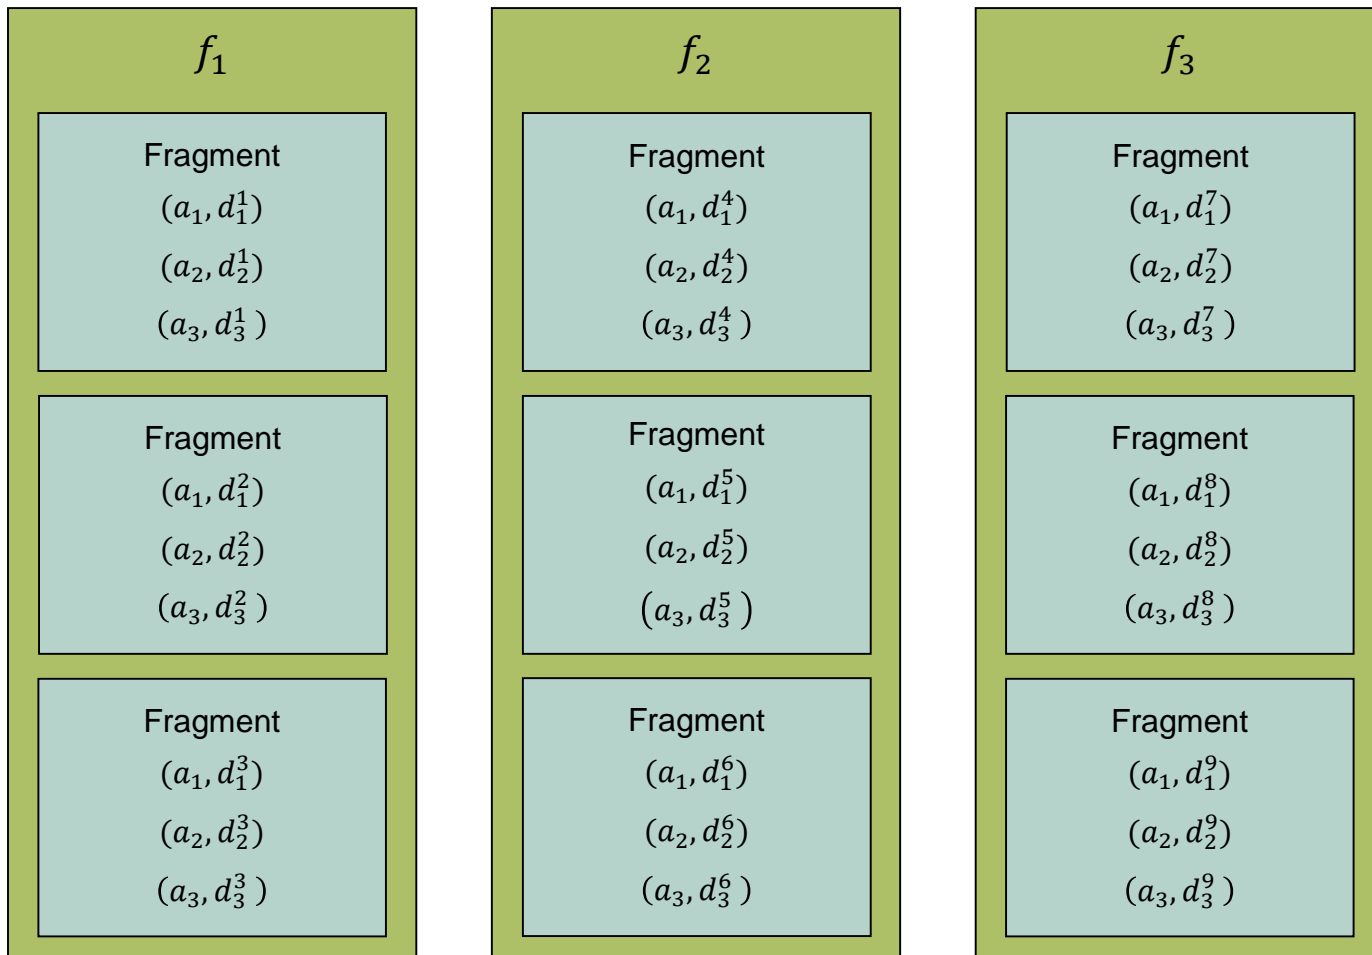 f₁
Fragment
(a₁, d₁¹)
(a₂, d₂¹)
(a₃, d₃¹ )
Fragment
(a₁, d₁²)
(a₂, d₂²)
(a₃, d₃² )
Fragment
(a₁, d₁³)
(a₂, d₂³)
(a₃, d₃³ )
f₂
Fragment
(a₁, d₁⁴)
(a₂, d₂⁴)
(a₃, d₃⁴ )
Fragment
(a₁, d₁⁵)
(a₂, d₂⁵)
(a₃, d₃⁵ )
Fragment
(a₁, d₁⁶)
(a₂, d₂⁶)
(a₃, d₃⁶ )
f₃
Fragment
(a₁, d₁⁷)
(a₂, d₂⁷)
(a₃, d₃⁷ )
Fragment
(a₁, d₁⁸)
(a₂, d₂⁸)
(a₃, d₃⁸ )
Fragment
(a₁, d₁⁹)
(a₂, d₂⁹)
(a₃, d₃⁹ )